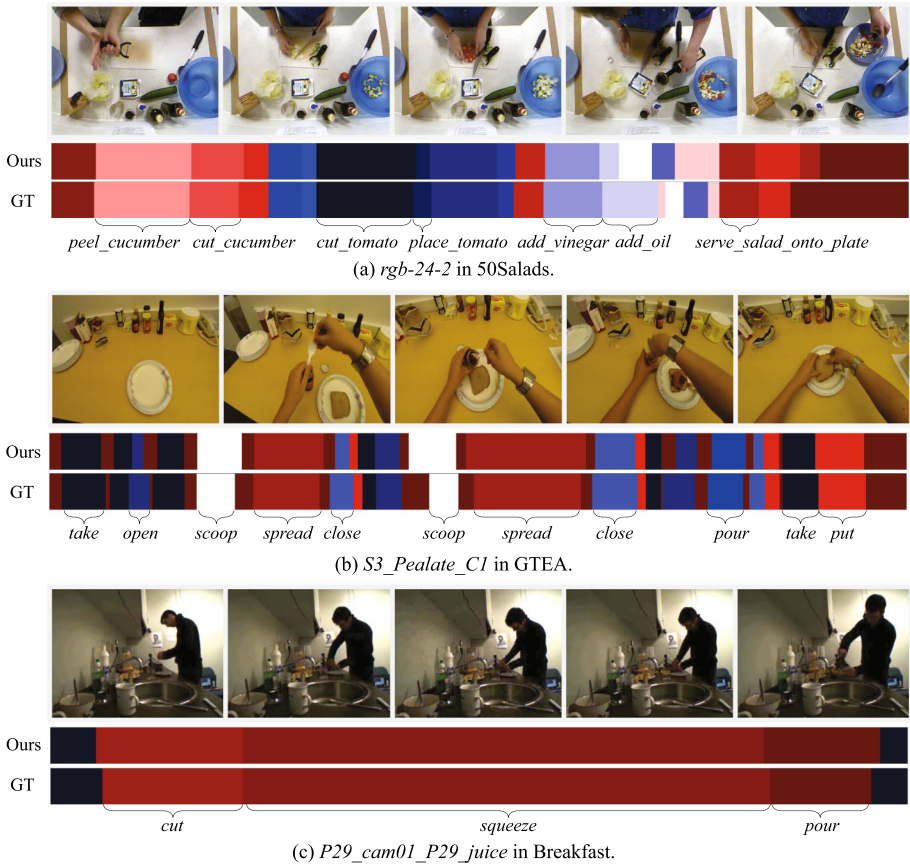 Ours
GT
peel_cucumber cut_cucumber cut_tomato place_tomato add_vinegar add_oil serve_salad_onto_plate
(a) rgb-24-2 in 50Salads.
Ours
GT
take open scoop spread close scoop spread close pour take put
(b) S3_Pealate_C1 in GTEA.
Ours
GT
cut squeeze pour
(c) P29_cam01_P29_juice in Breakfast.